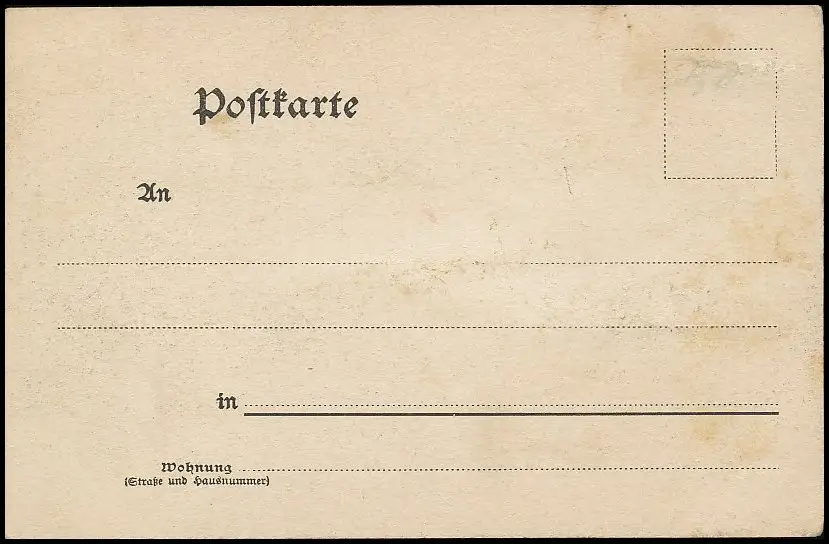 Postkarte
An
in
Wohnung
(Straße und Hausnummer)